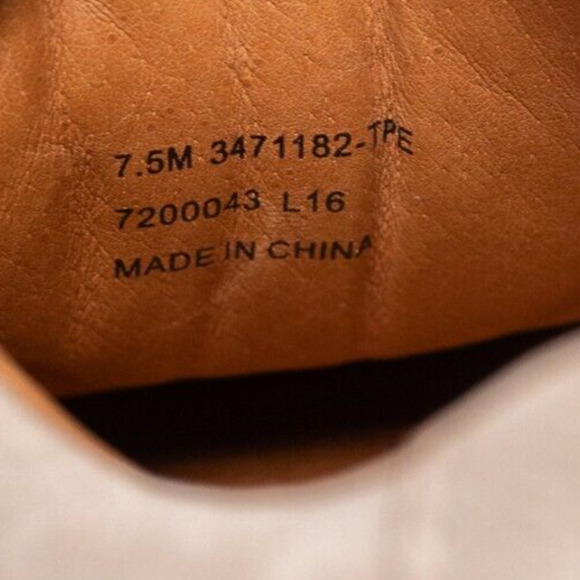 7.5M 3471182-TPE
7200043 L16
MADE IN CHINA